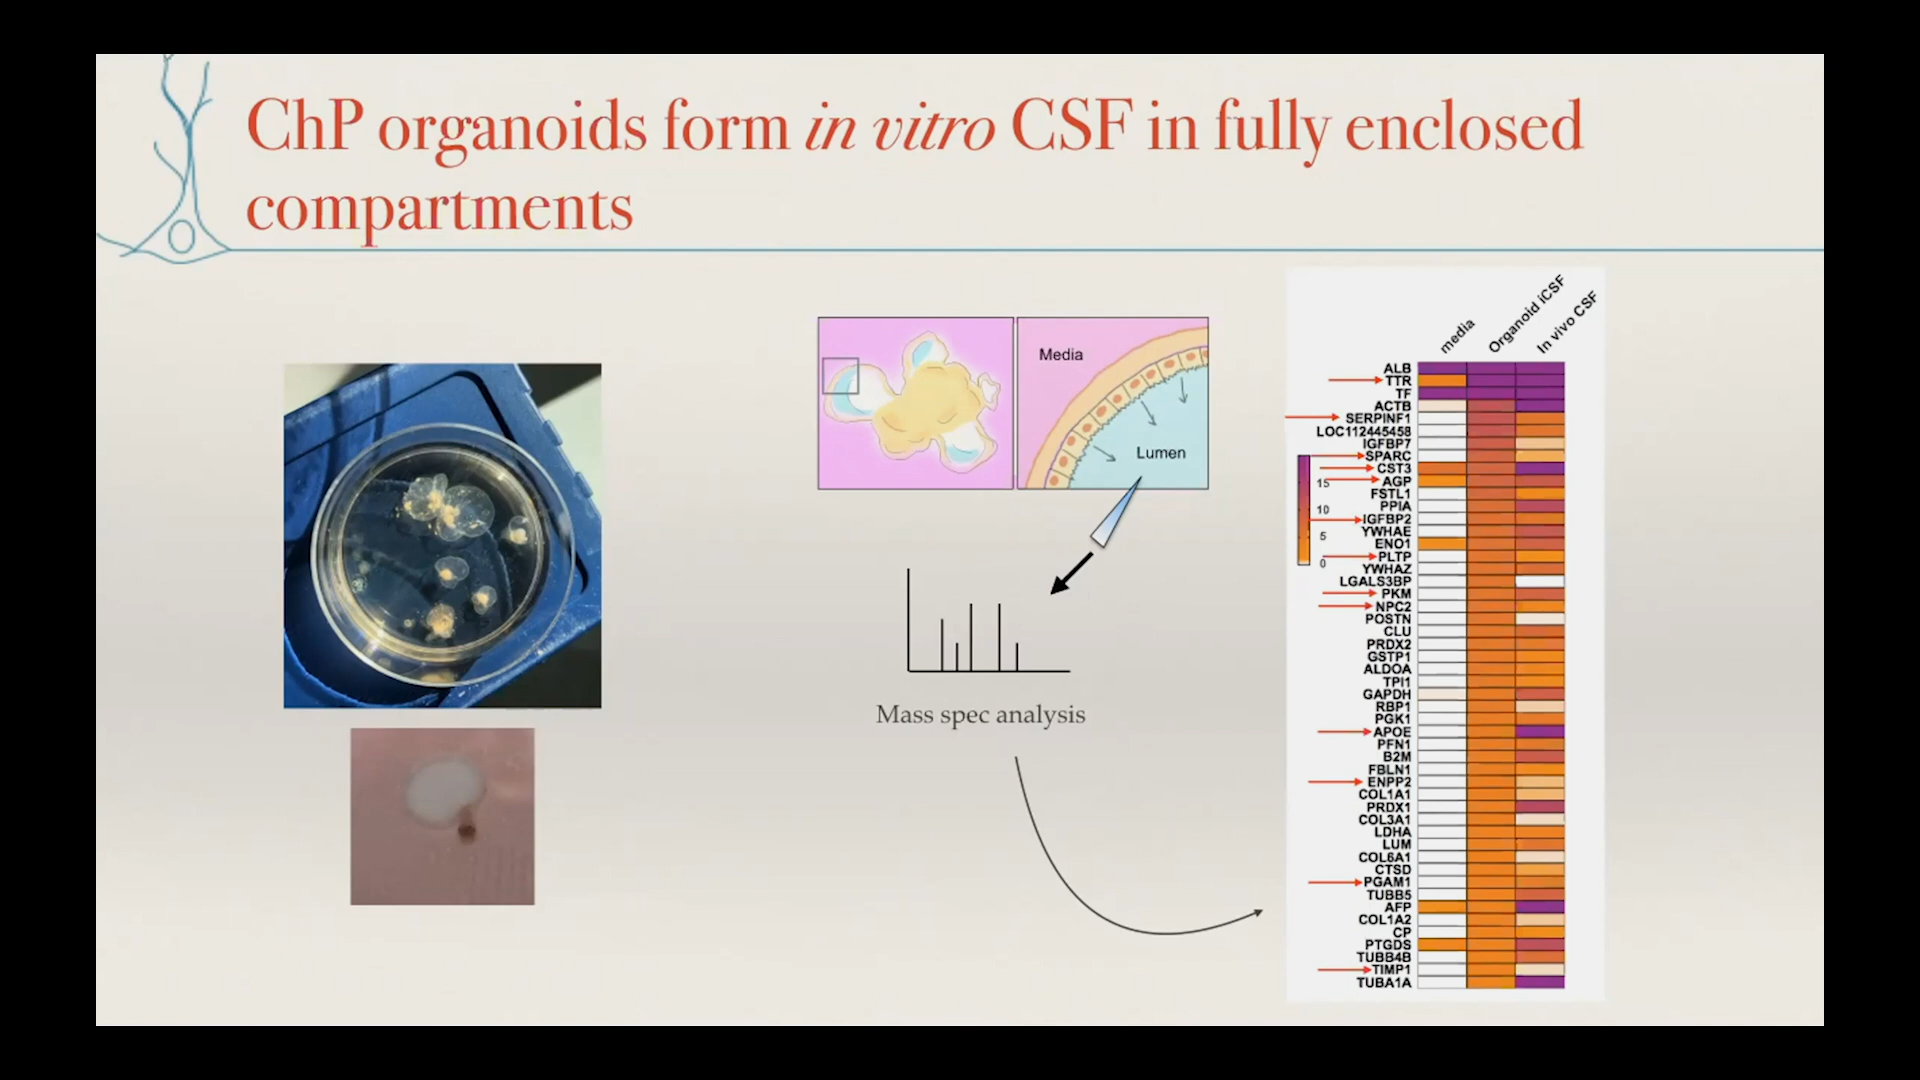 ChP organoids form in vitro CSF in fully enclosed
compartments
Media
Lumen
Mass spec analysis
media
Organoid iCSF
In vivo CSF
ALB
TTR
TF
ACTB
SERPINF1
LOC112445458
IGFBP7
SPARC
CST3
AGP
FSTL1
PPIA
IGFBP2
YWHAE
ENO1
PLTP
YWHAZ
LGALS3BP
PKM
NPC2
POSTN
CLU
PRDX2
GSTP1
ALDOA
TPI1
GAPDH
RBP1
PGK1
APOE
PFN1
B2M
FBLN1
ENPP2
COL1A1
PRDX1
COL3A1
LDHA
LUM
COL6A1
CTSD
PGAM1
TUBB5
AFP
COL1A2
CP
PTGDS
TUBB4B
TIMP1
TUBA1A
15
10
5
0